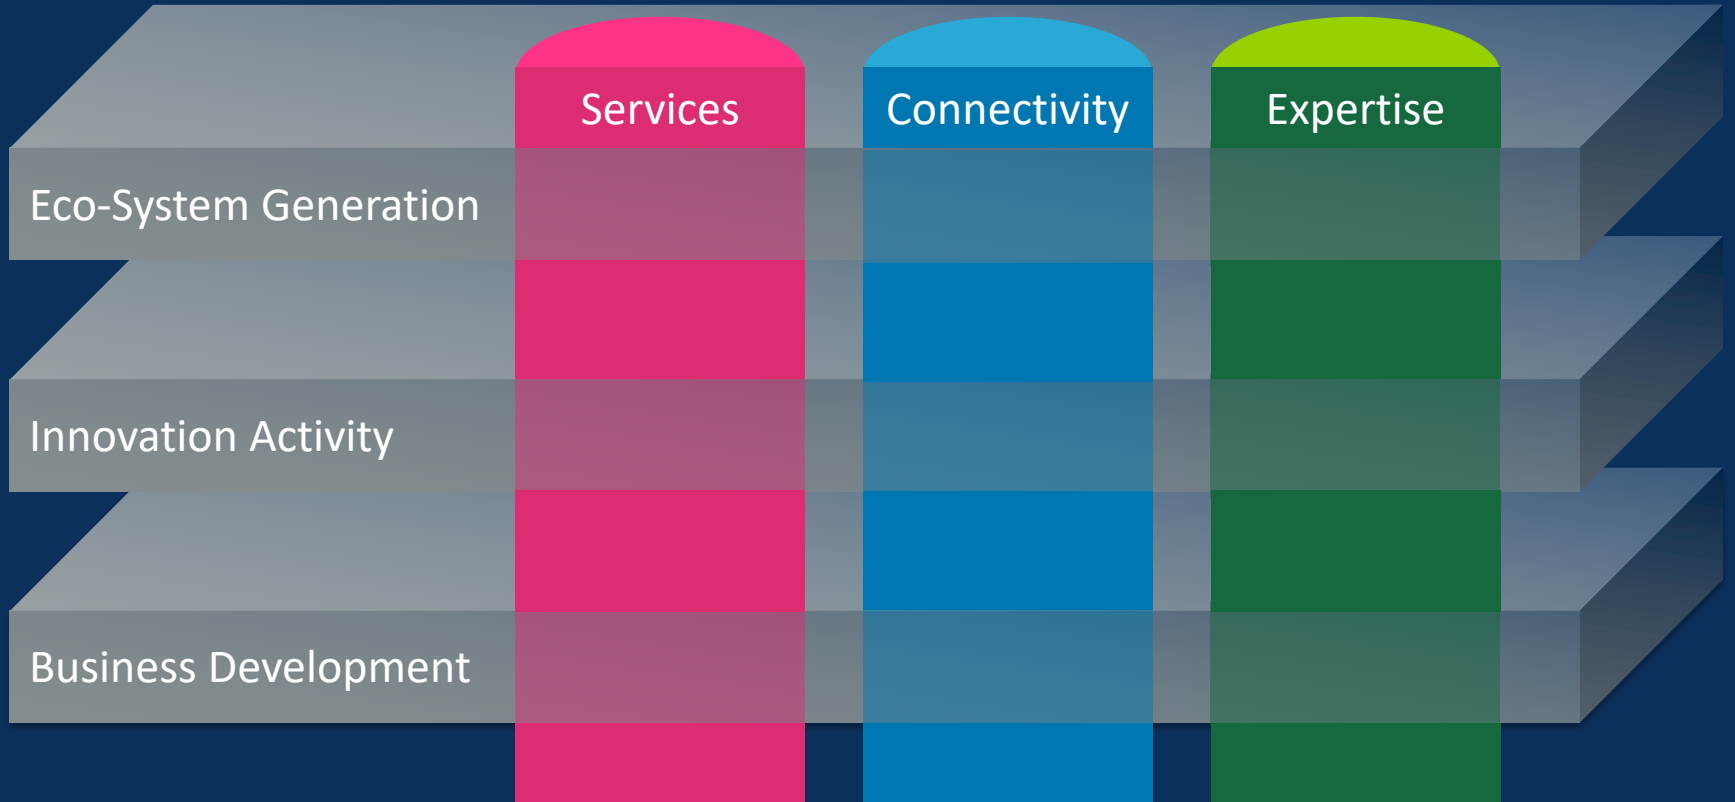 Services
Connectivity
Expertise
Eco-System Generation
Innovation Activity
Business Development